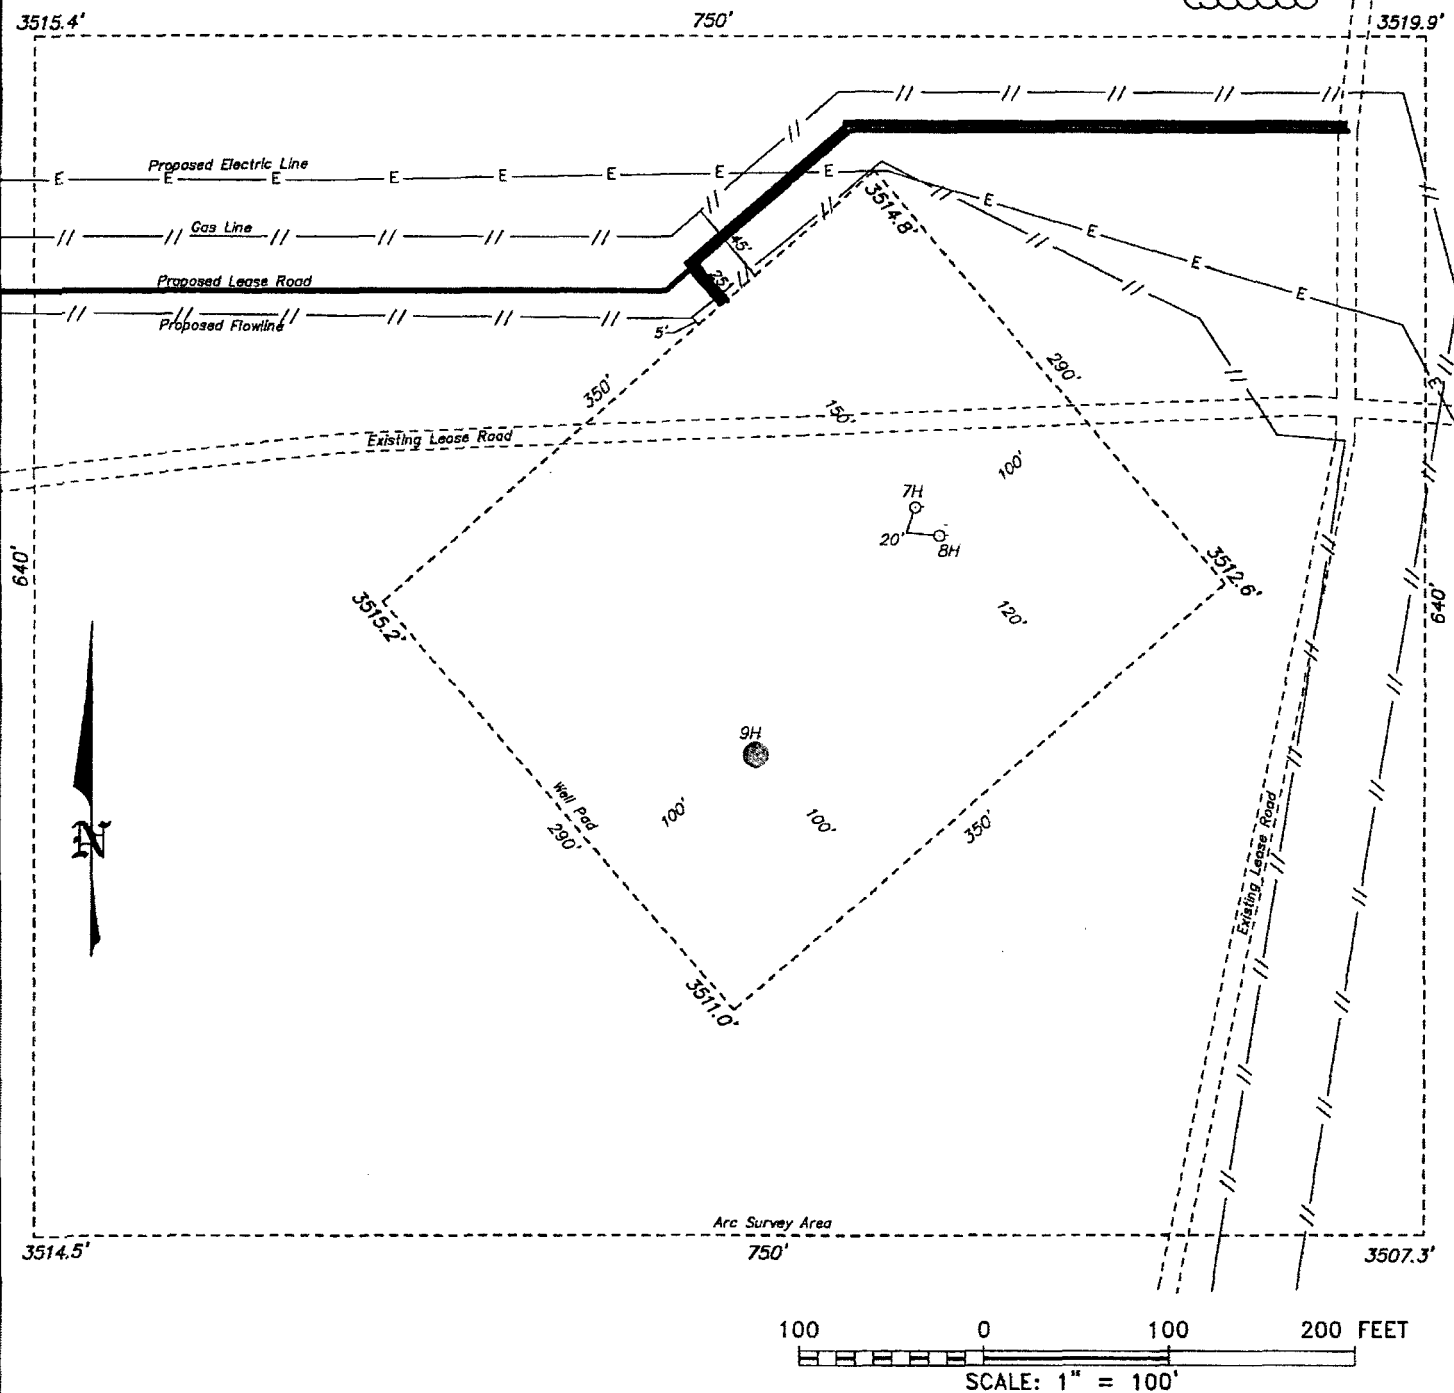 3515.4'
750'
3519.9'
Proposed Electric Line
E E E E E E E E
E
E
E
E
E
Gas Line
Proposed Lease Road
Proposed Flowline
3514.8'
45'
25'
5'
350'
290'
150'
Existing Lease Road
100'
7H
20'
8H
3512.6'
640'
640'
3515.2'
120'
9H
Well Pad
290'
100'
100'
350'
Existing Lease Road
N
3511.0'
Arc Survey Area
3514.5'
750'
3507.3'
100 0 100 200 FEET
SCALE: 1" = 100'